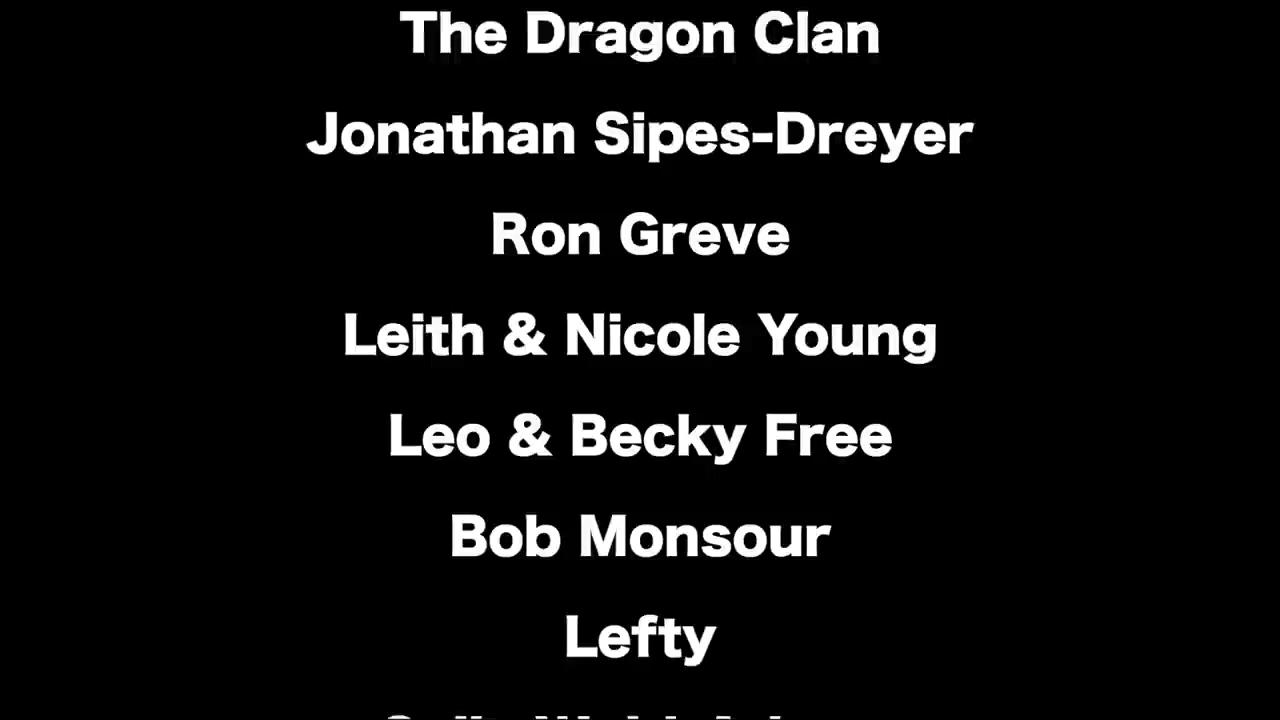 The Dragon Clan
Jonathan Sipes-Dreyer
Ron Greve
Leith & Nicole Young
Leo & Becky Free
Bob Monsour
Lefty